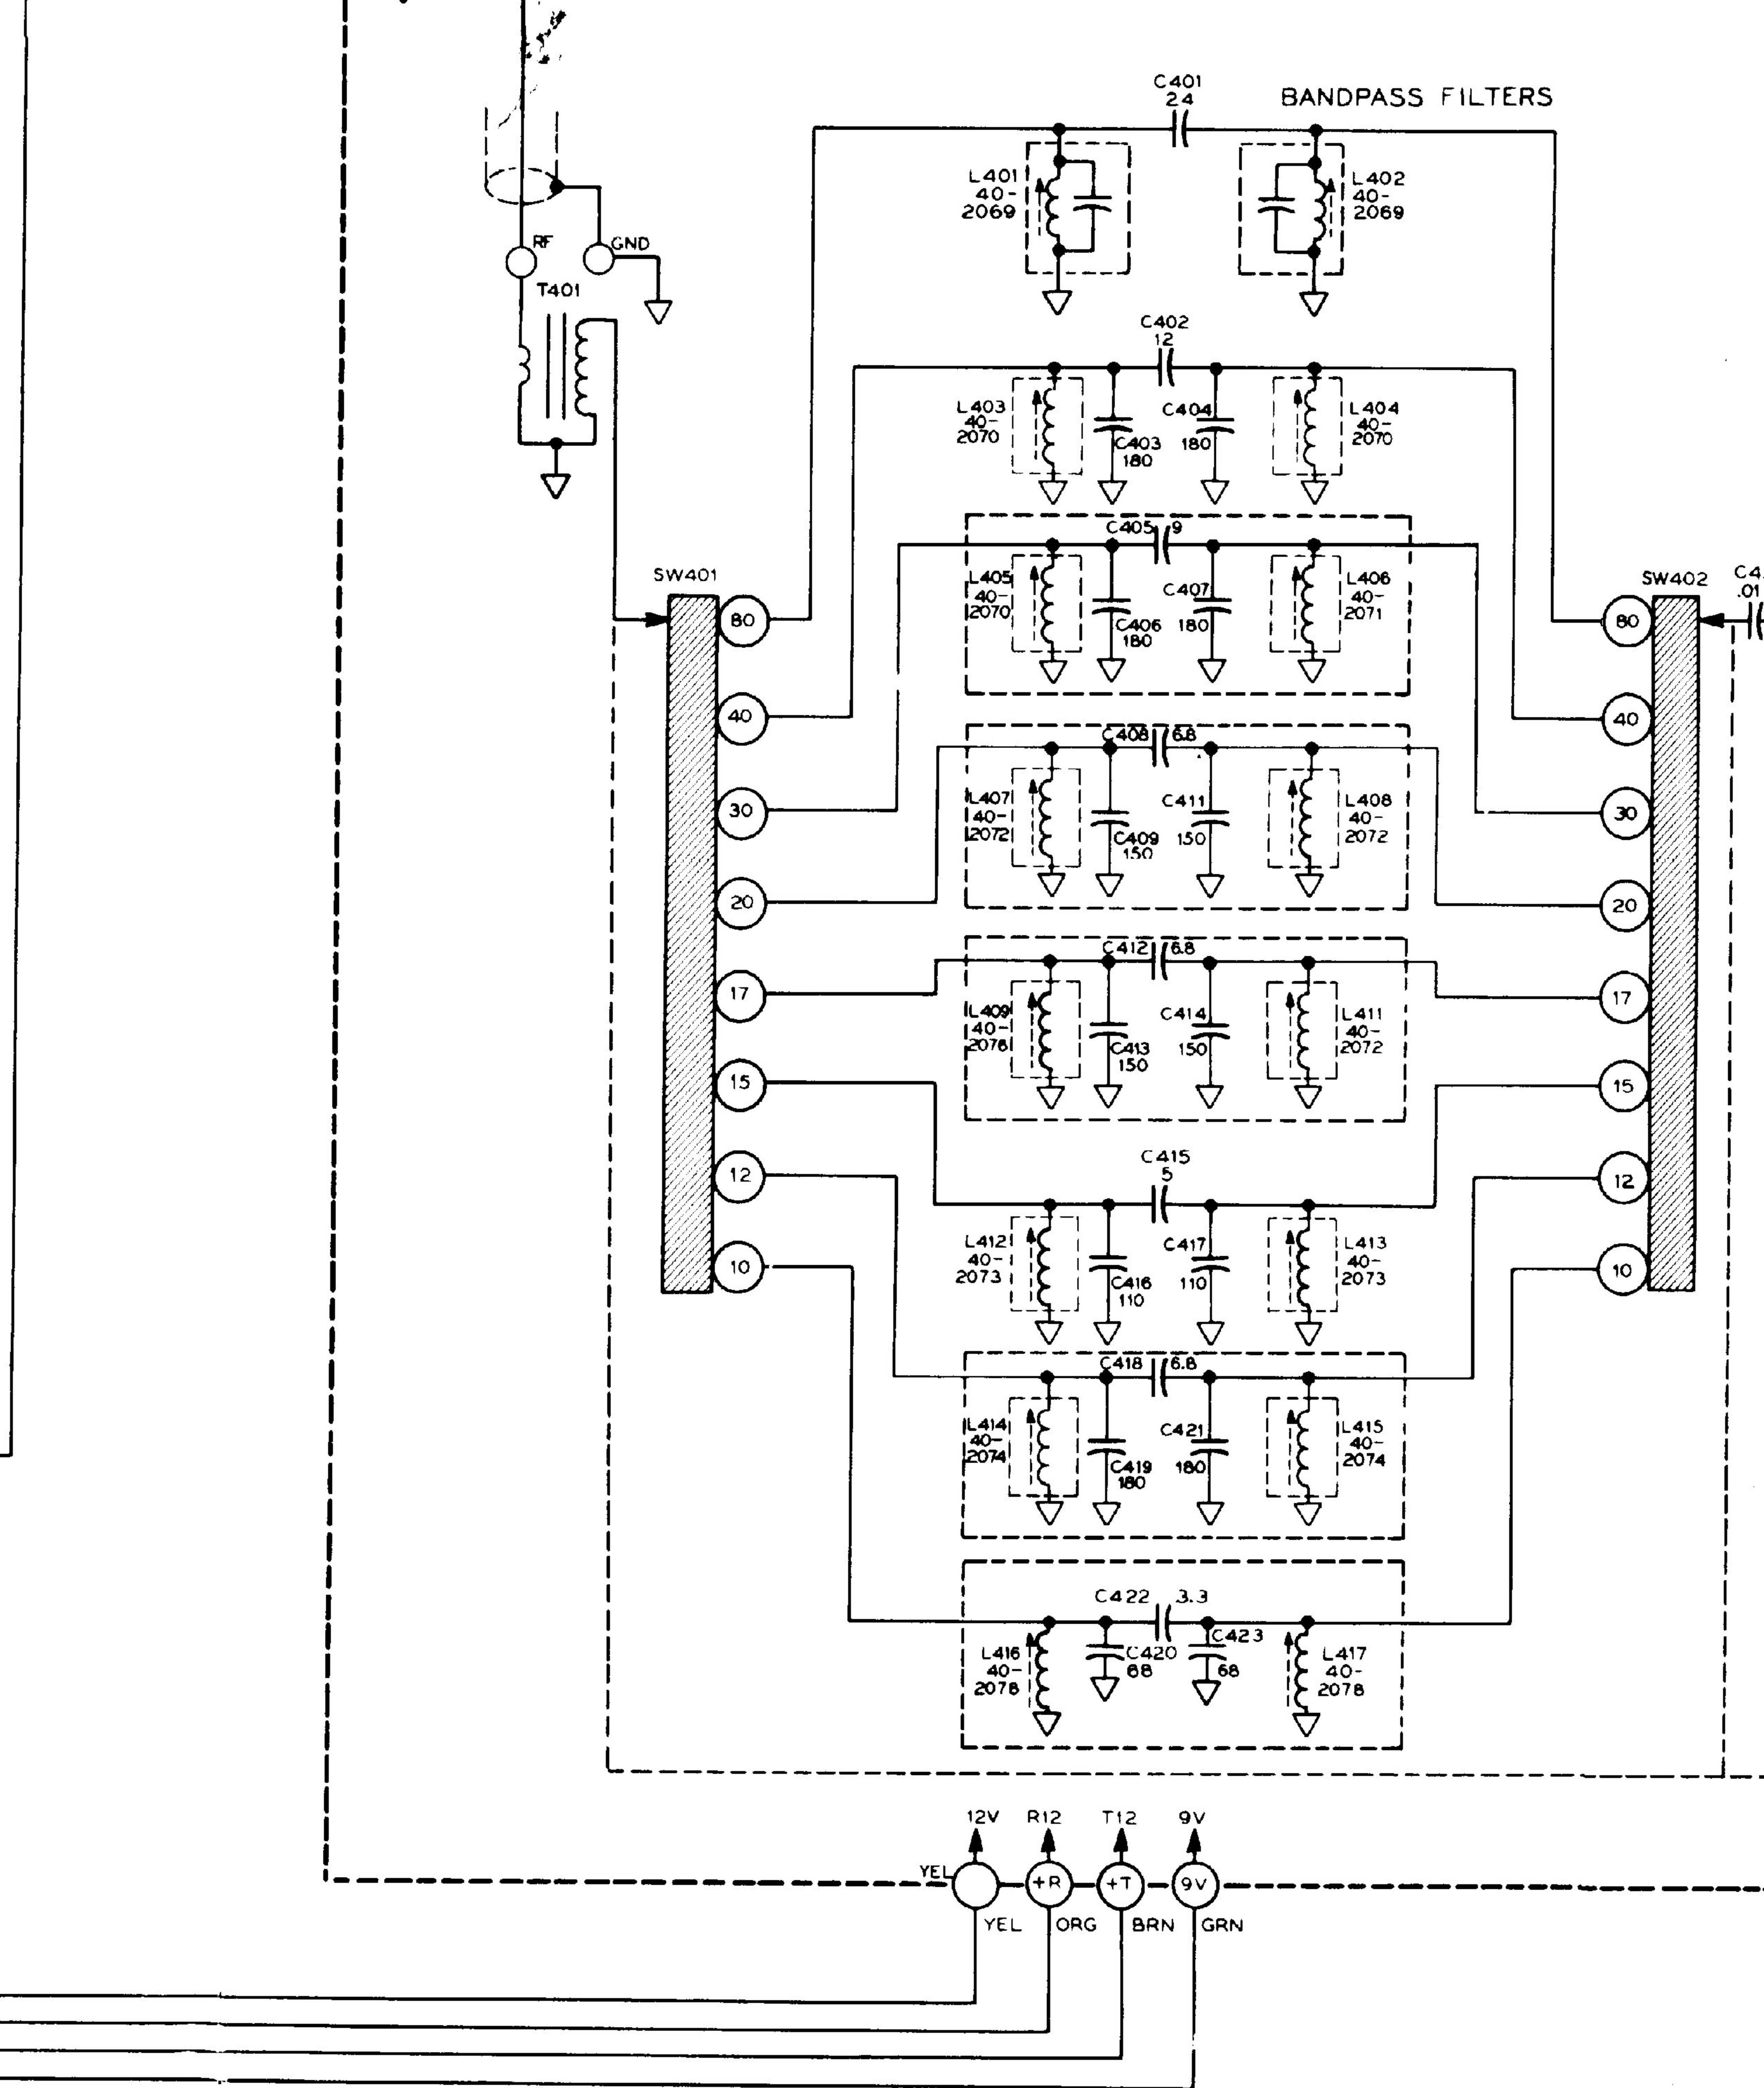 C401
24
BANDPASS FILTERS
L401
40-
2069
L402
40-
2069
RF
GND
T401
C402
12
L403
40-
2070
C403
180
C404
180
L404
40-
2070
C405 9
L405
40-
2070
C406
180
C407
180
L406
40-
2071
SW401
SW402
.01
80
80
40
40
30
30
20
20
17
17
15
15
12
12
10
10
C408 6.8
L407
40-
2072
C409
150
C411
150
L408
40-
2072
C412 6.8
L409
40-
C413
150
C414
150
L411
40-
2072
C415
5
L412
40-
2073
C416
110
C417
110
L413
40-
2073
C418 6.8
L414
40-
2074
C419
180
C421
180
L415
40-
2074
C422 3.3
L416
40-
2078
C420
68
C423
68
L417
40-
2078
12V R12 T12 9V
YEL
+R +T 9V
YEL ORG BRN GRN